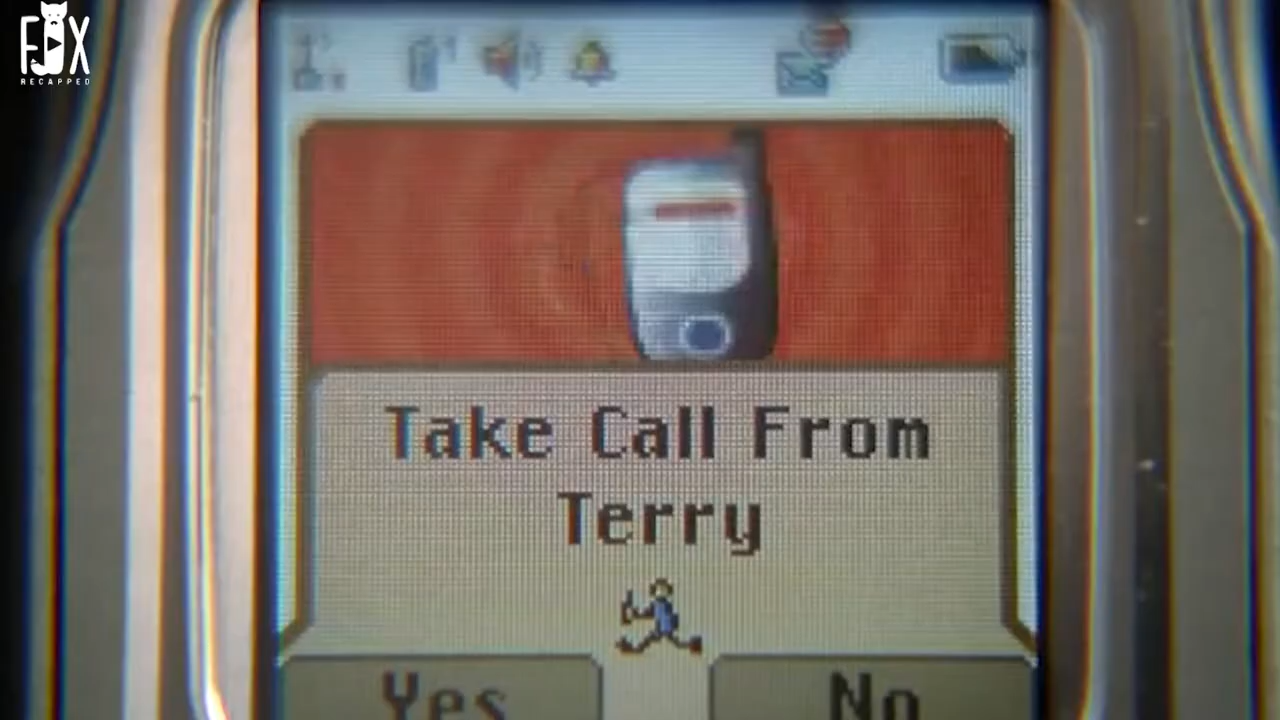 FOX
RECAPPED
Take Call From
Terry
Yes
No